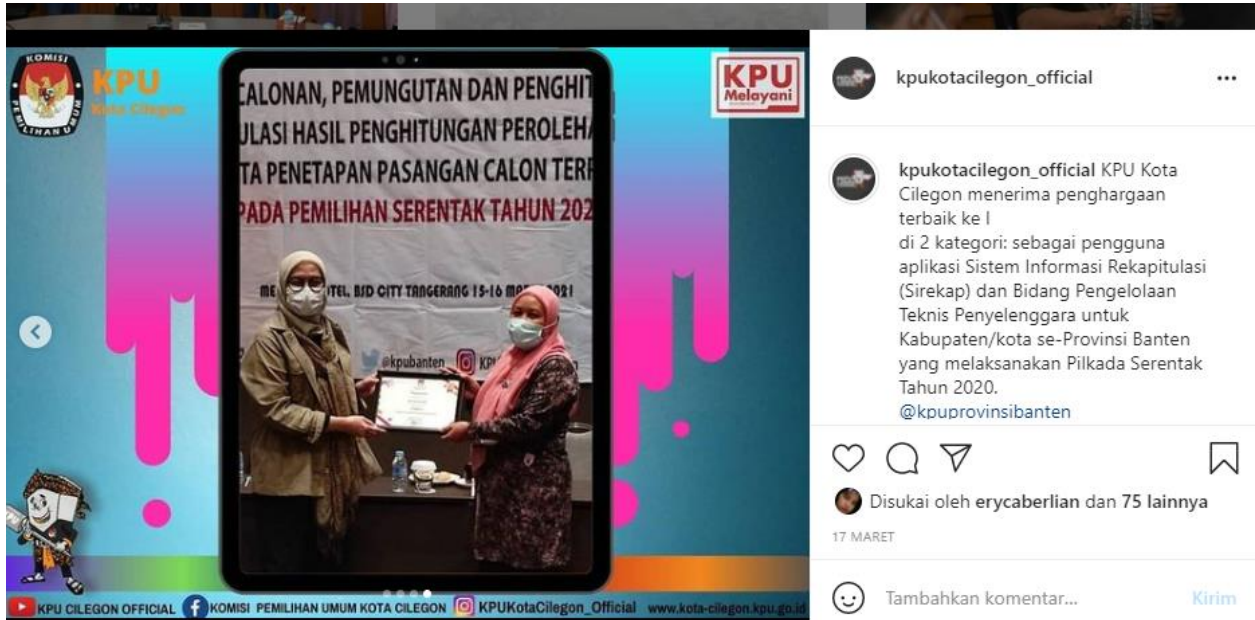 KOMISI
PEMILIHAN UMUM
KPU
Kota Cilegon
KPU
Melayani
CALONAN, PEMUNGUTAN DAN PENGHIT
ULASI HASIL PENGHITUNGAN PEROLEHA
TA PENETAPAN PASANGAN CALON TERP
PADA PEMILIHAN SERENTAK TAHUN 202
HOTEL, BSD CITY TANGERANG 15-16 2021
@kpubanten
KPU CILEGON OFFICIAL
KOMISI PEMILIHAN UMUM KOTA CILEGON
KPUKotaCilegon_Official
www.kota-cilegon.kpu.go.id
kpukotacilegon_official
kpukotacilegon_official KPU Kota
Cilegon menerima penghargaan
terbaik ke I
di 2 kategori: sebagai pengguna
aplikasi Sistem Informasi Rekapitulasi
(Sirekap) dan Bidang Pengelolaan
Teknis Penyelenggara untuk
Kabupaten/kota se-Provinsi Banten
yang melaksanakan Pilkada Serentak
Tahun 2020.
@kpuprovinsibanten
Disukai oleh erycaberlian dan 75 lainnya
17 MARET
Tambahkan komentar...
Kirim